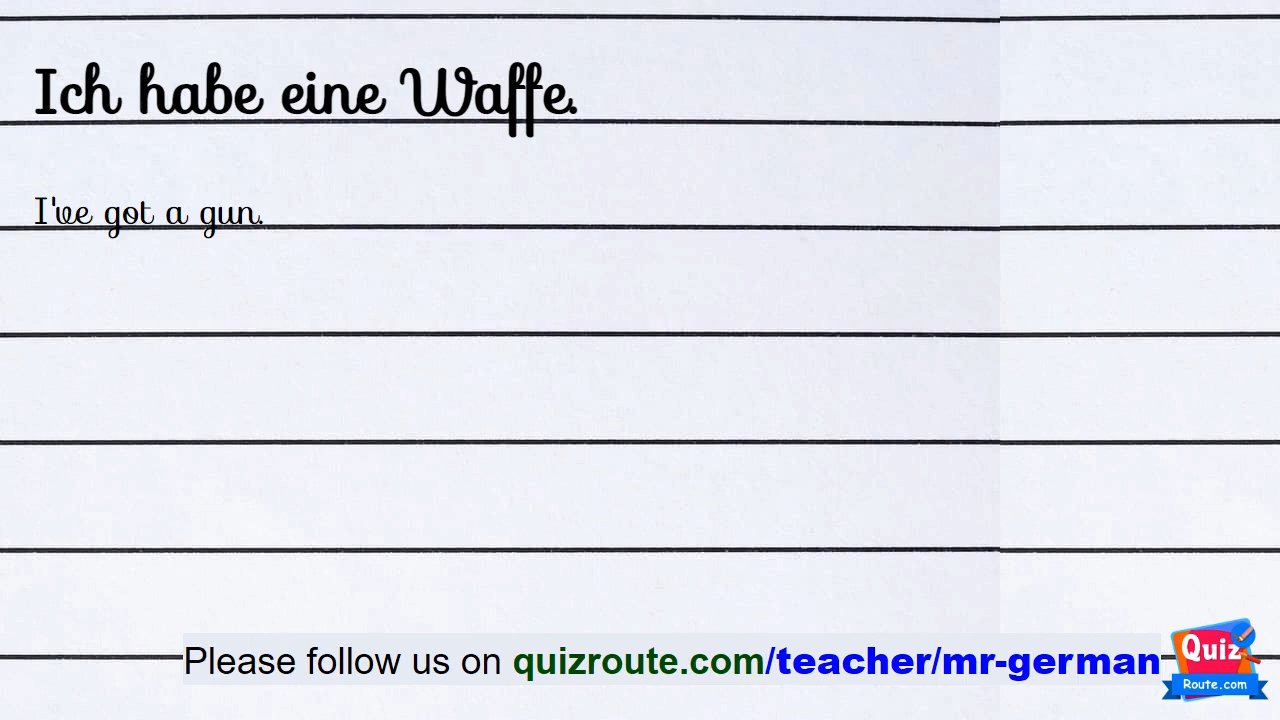 Ich habe eine Waffe.
I've got a gun.
Please follow us on quizroute.com/teacher/mr-german
Quiz
Route.com